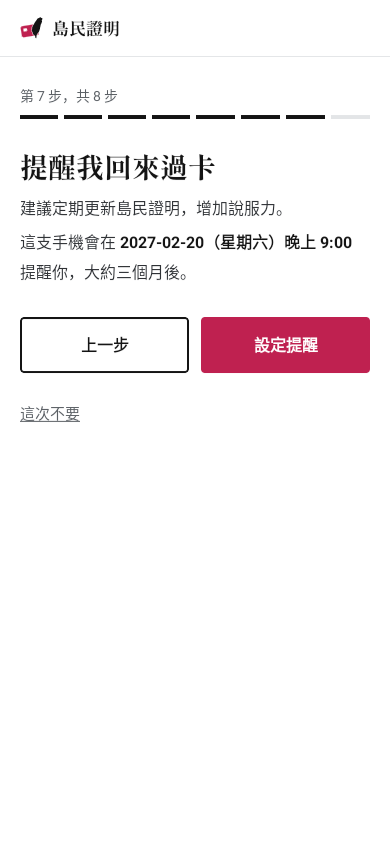 島民證明
第 7 步，共 8 步
提醒我回來過卡
建議定期更新島民證明，增加說服力。
這支手機會在 2027-02-20（星期六）晚上 9:00
提醒你，大約三個月後。
上一步
設定提醒
這次不要